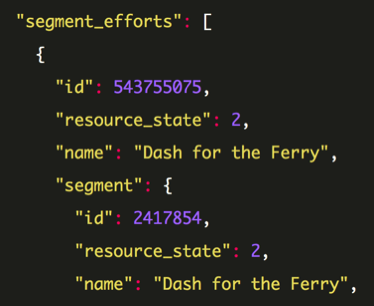 "segment_efforts": [
{
"id": 543755075,
"resource_state": 2,
"name": "Dash for the Ferry",
"segment": {
"id": 2417854,
"resource_state": 2,
"name": "Dash for the Ferry",